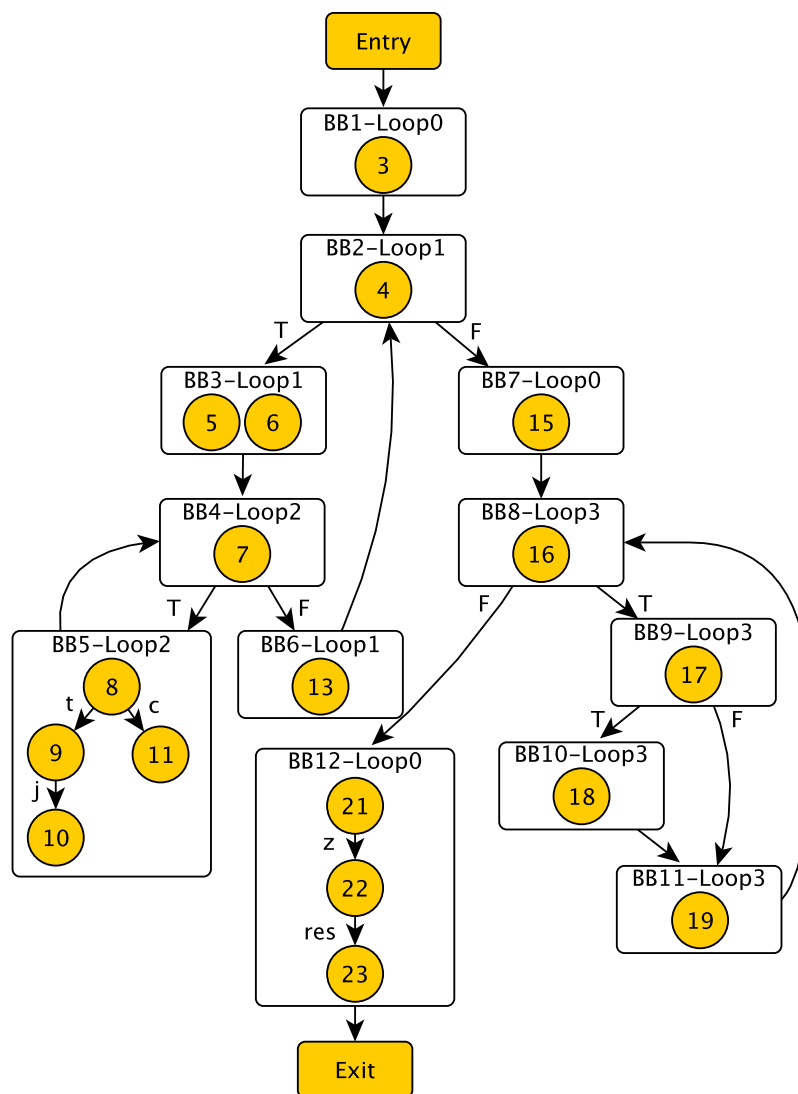 Entry
BB1-Loop0
3
BB2-Loop1
4
T
F
BB3-Loop1
5 6
BB7-Loop0
15
BB4-Loop2
7
BB8-Loop3
16
T
F
F
T
BB5-Loop2
8
t
c
9
11
j
10
BB6-Loop1
13
BB9-Loop3
17
T
F
BB10-Loop3
18
BB12-Loop0
21
z
22
res
23
BB11-Loop3
19
Exit